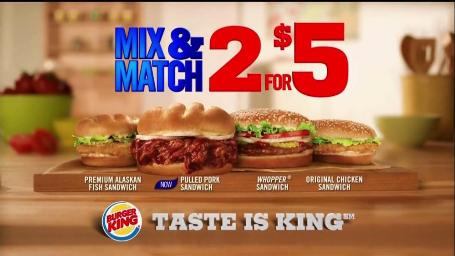 MIX & MATCH 2 FOR $5
PREMIUM ALASKAN
FISH SANDWICH
NOW
PULLED PORK
SANDWICH
WHOPPER®
SANDWICH
ORIGINAL CHICKEN
SANDWICH
BURGER
KING
TASTE IS KING℠